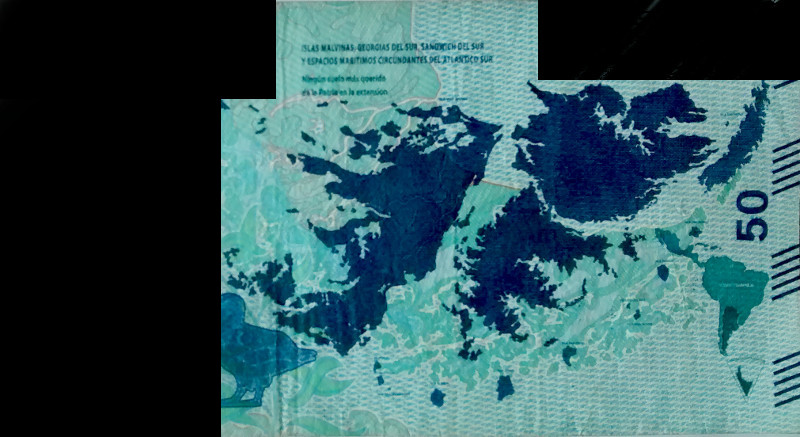 ISLAS MALVINAS, GEORGIAS DEL SUR, SANDWICH DEL SUR
Y ESPACIOS MARÍTIMOS CIRCUNDANTES DEL ATLÁNTICO SUR
Ningún suelo más querido
de la Patria en la extensión
50